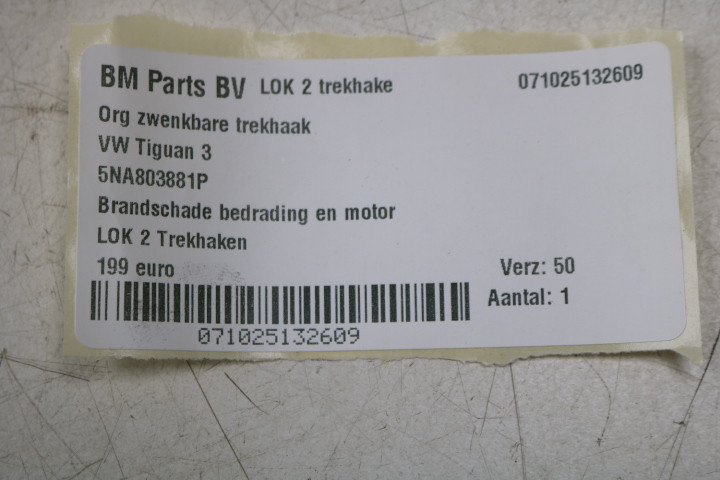 BM Parts BV LOK 2 trekhake 071025132609
Org zwenkbare trekhaak
VW Tiguan 3
5NA803881P
Brandschade bedrading en motor
LOK 2 Trekhaken
199 euro Verz: 50
Aantal: 1
071025132609